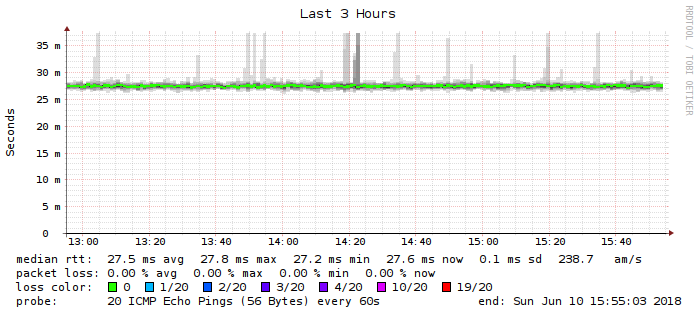 Last 3 Hours
RRDTOOL / TOBI OETIKER
Seconds
35 m
30 m
25 m
20 m
15 m
10 m
5 m
0
13:00 13:20 13:40 14:00 14:20 14:40 15:00 15:20 15:40
median rtt: 27.5 ms avg 27.8 ms max 27.2 ms min 27.6 ms now 0.1 ms sd 238.7 am/s
packet loss: 0.00 % avg 0.00 % max 0.00 % min 0.00 % now
loss color: 0 1/20 2/20 3/20 4/20 10/20 19/20
probe: 20 ICMP Echo Pings (56 Bytes) every 60s end: Sun Jun 10 15:55:03 2018